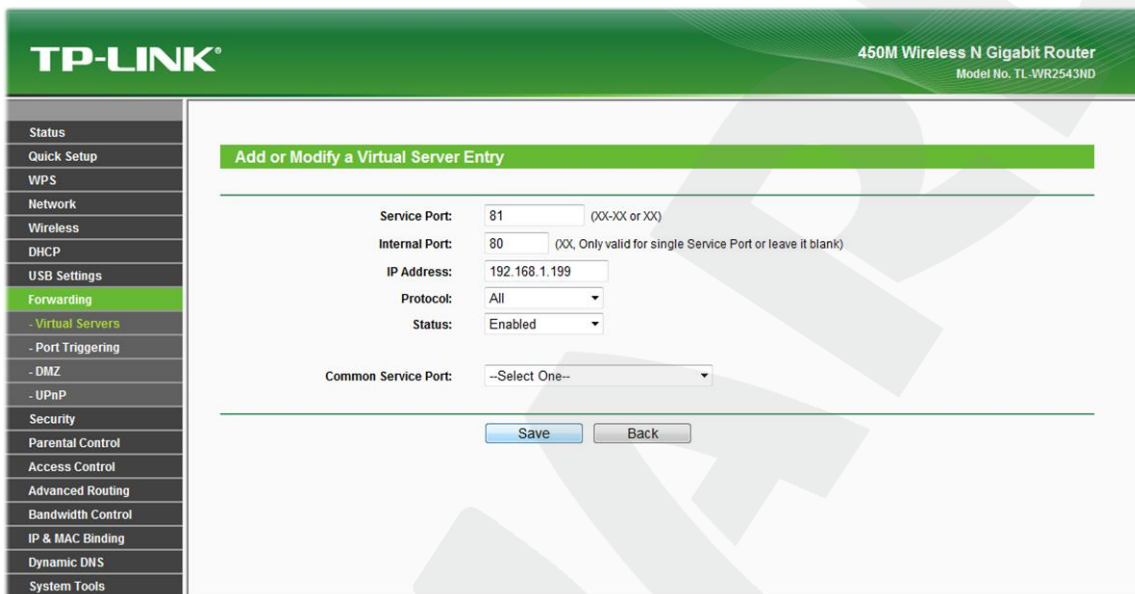 TP-LINK®
450M Wireless N Gigabit Router
Model No. TL-WR2543ND
Status
Quick Setup
WPS
Network
Wireless
DHCP
USB Settings
Forwarding
- Virtual Servers
- Port Triggering
- DMZ
- UPnP
Security
Parental Control
Access Control
Advanced Routing
Bandwidth Control
IP & MAC Binding
Dynamic DNS
System Tools
Add or Modify a Virtual Server Entry
Service Port: 81 (XX-XX or XX)
Internal Port: 80 (XX, Only valid for single Service Port or leave it blank)
IP Address: 192.168.1.199
Protocol: All
Status: Enabled
Common Service Port: --Select One--
Save Back